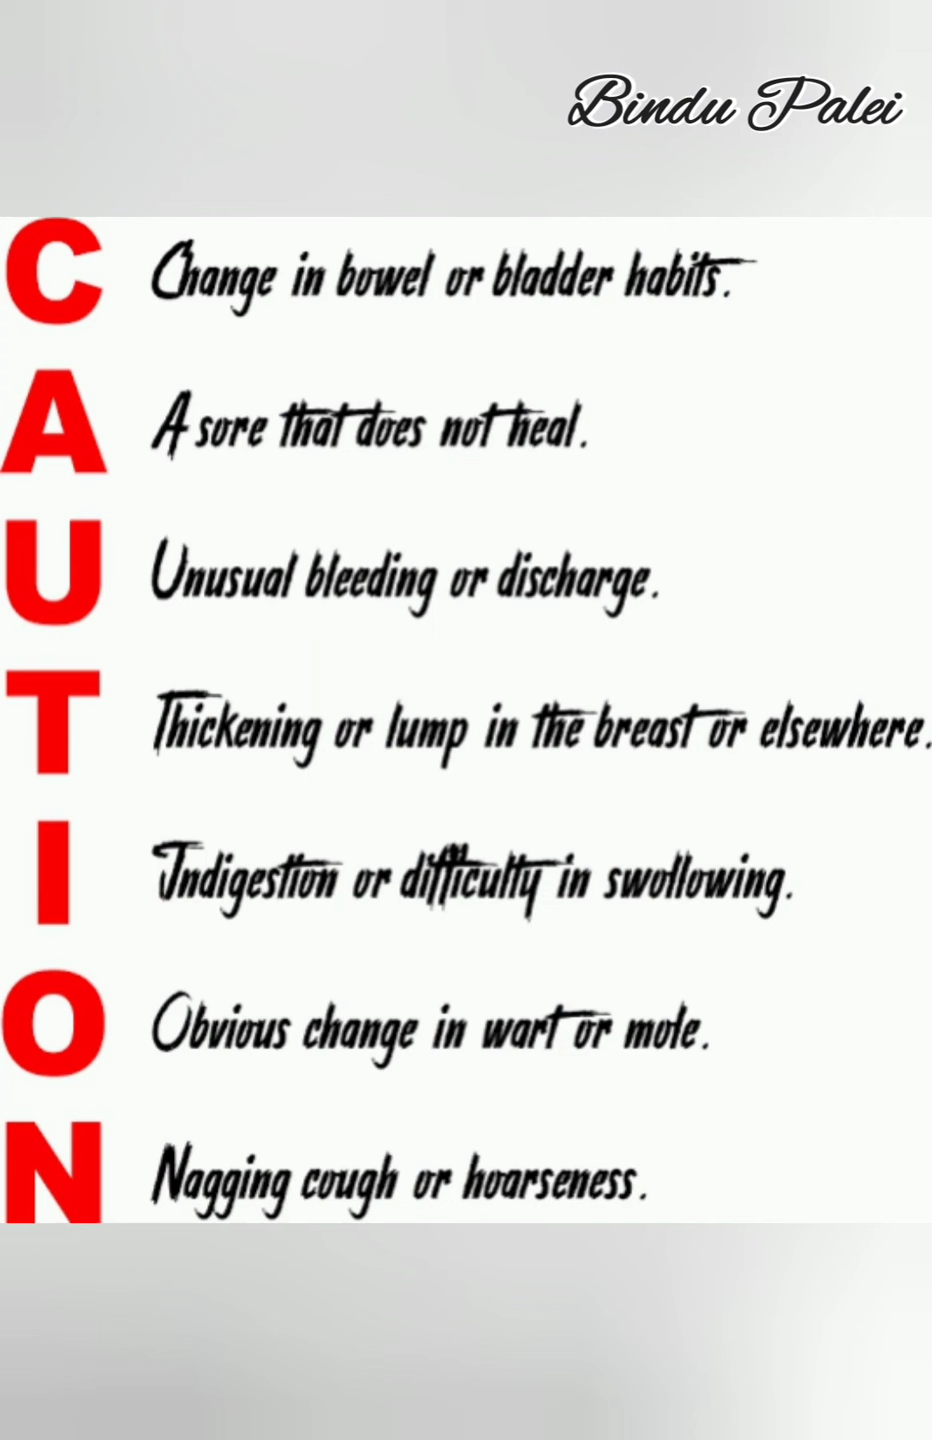 Bindu Palei
C Change in bowel or bladder habits.
A A sore that does not heal.
U Unusual bleeding or discharge.
T Thickening or lump in the breast or elsewhere.
I Indigestion or difficulty in swollowing.
O Obvious change in wart or mole.
N Nagging cough or hoarseness.